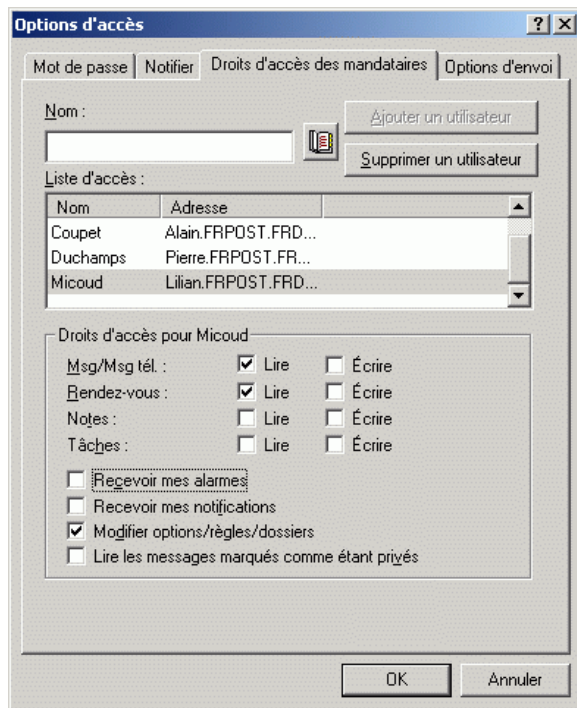 Options d'accès
Mot de passe Notifier Droits d'accès des mandataires Options d'envoi
Nom :
Ajouter un utilisateur
Supprimer un utilisateur
Liste d'accès :
Nom Adresse
Coupet Alain.FRPOST.FRD...
Duchamps Pierre.FRPOST.FR...
Micoud Lilian.FRPOST.FRD...
Droits d'accès pour Micoud
Msg/Msg tél. : Lire Écrire
Rendez-vous : Lire Écrire
Notes : Lire Écrire
Tâches : Lire Écrire
Recevoir mes alarmes
Recevoir mes notifications
Modifier options/règles/dossiers
Lire les messages marqués comme étant privés
OK Annuler